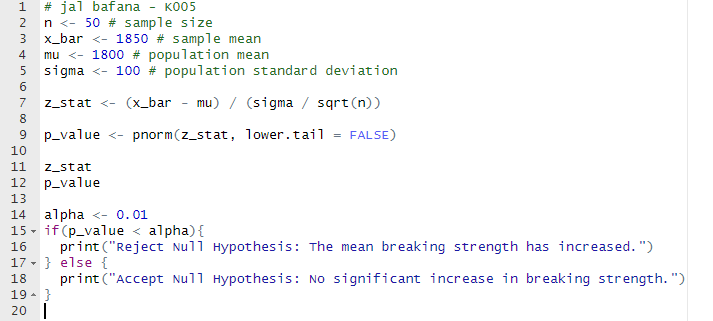 1 # jal bafana - K005
2 n <- 50 # sample size
3 x_bar <- 1850 # sample mean
4 mu <- 1800 # population mean
5 sigma <- 100 # population standard deviation
6
7 z_stat <- (x_bar - mu) / (sigma / sqrt(n))
8
9 p_value <- pnorm(z_stat, lower.tail = FALSE)
10
11 z_stat
12 p_value
13
14 alpha <- 0.01
15 if(p_value < alpha){
16   print("Reject Null Hypothesis: The mean breaking strength has increased.")
17 } else {
18   print("Accept Null Hypothesis: No significant increase in breaking strength.")
19 }
20